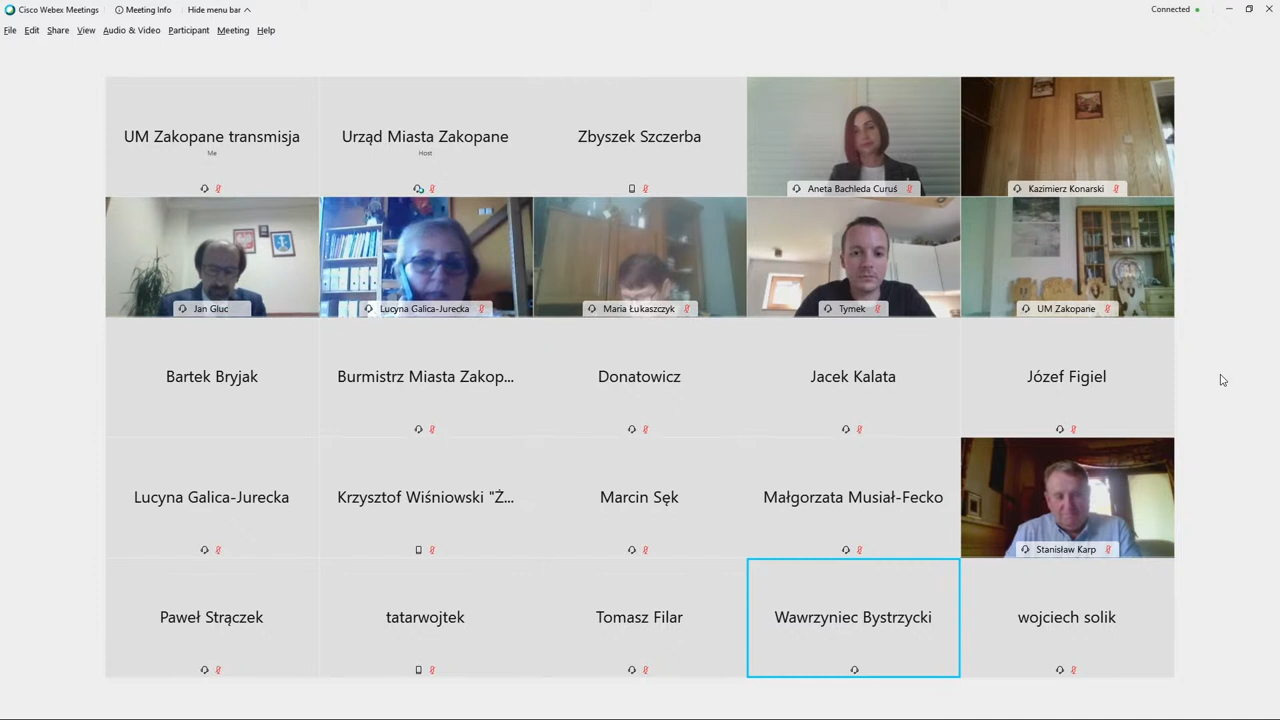 Cisco Webex Meetings
Meeting Info
Hide menu bar
Connected
File Edit Share View Audio & Video Participant Meeting Help
UM Zakopane transmisja
Me
Urząd Miasta Zakopane
Host
Zbyszek Szczerba
Aneta Bachleda Curuś
Kazimierz Konarski
Jan Gluc
Lucyna Galica-Jurecka
Maria Łukaszczyk
Tymek
UM Zakopane
Bartek Bryjak
Burmistrz Miasta Zakop...
Donatowicz
Jacek Kalata
Józef Figiel
Lucyna Galica-Jurecka
Krzysztof Wiśniowski "Ż...
Marcin Sęk
Małgorzata Musiał-Fecko
Stanisław Karp
Paweł Strączek
tatarwojtek
Tomasz Filar
Wawrzyniec Bystrzycki
wojciech solik